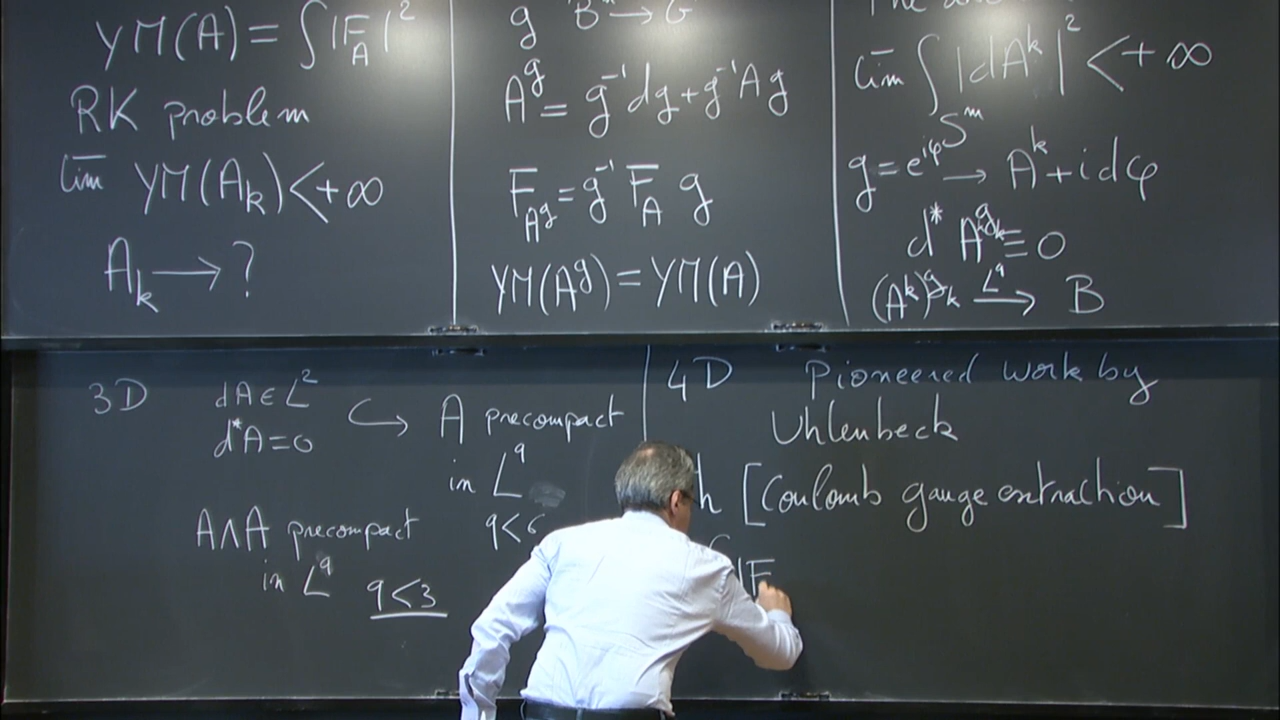 YM(A) = ∫|F_A|²
RK problem
lim YM(A_k) < +∞
A_k → ?
g Bⁿ → G
A^g = g⁻¹dg + g⁻¹Ag
F_{A^g} = g⁻¹ F_A g
YM(A^g) = YM(A)
lim ∫_{S^m} |dA^k|² < +∞
g = e^{iφ} → A^k + idφ
d* A^{g_k} ≡ 0
(A^k)^{g_k} →^{L^q} B
3D
dA ∈ L²
d*A = 0
↪ A precompact
in L^q
q < 6
A∧A precompact
in L^q q < 3
4D Pioneered work by
Uhlenbeck
h [Coulomb gauge extraction]
∫|F